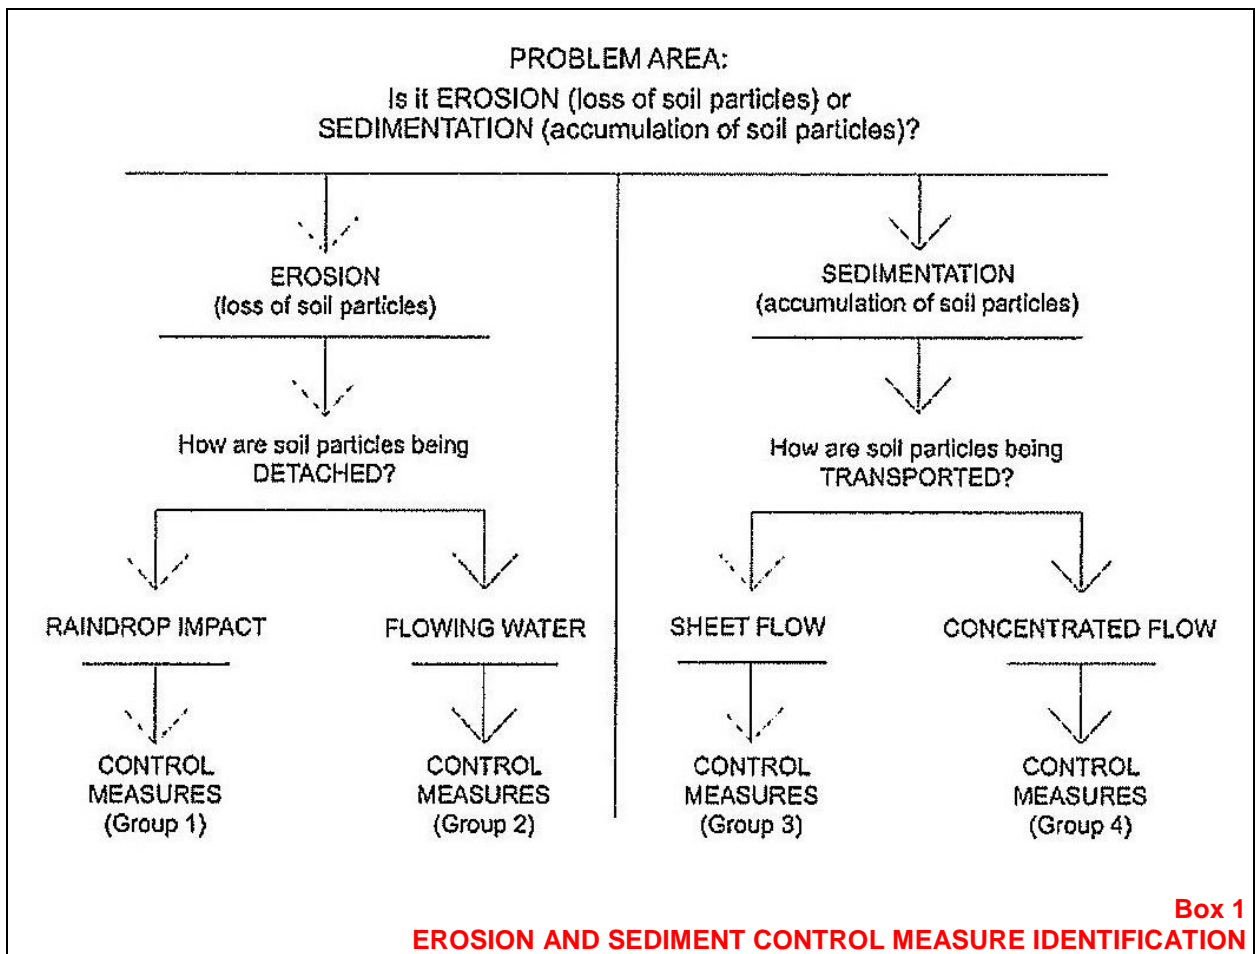 PROBLEM AREA:
Is it EROSION (loss of soil particles) or
SEDIMENTATION (accumulation of soil particles)?
EROSION
(loss of soil particles)
SEDIMENTATION
(accumulation of soil particles)
How are soil particles being
DETACHED?
How are soil particles being
TRANSPORTED?
RAINDROP IMPACT
FLOWING WATER
SHEET FLOW
CONCENTRATED FLOW
CONTROL
MEASURES
(Group 1)
CONTROL
MEASURES
(Group 2)
CONTROL
MEASURES
(Group 3)
CONTROL
MEASURES
(Group 4)
Box 1
EROSION AND SEDIMENT CONTROL MEASURE IDENTIFICATION